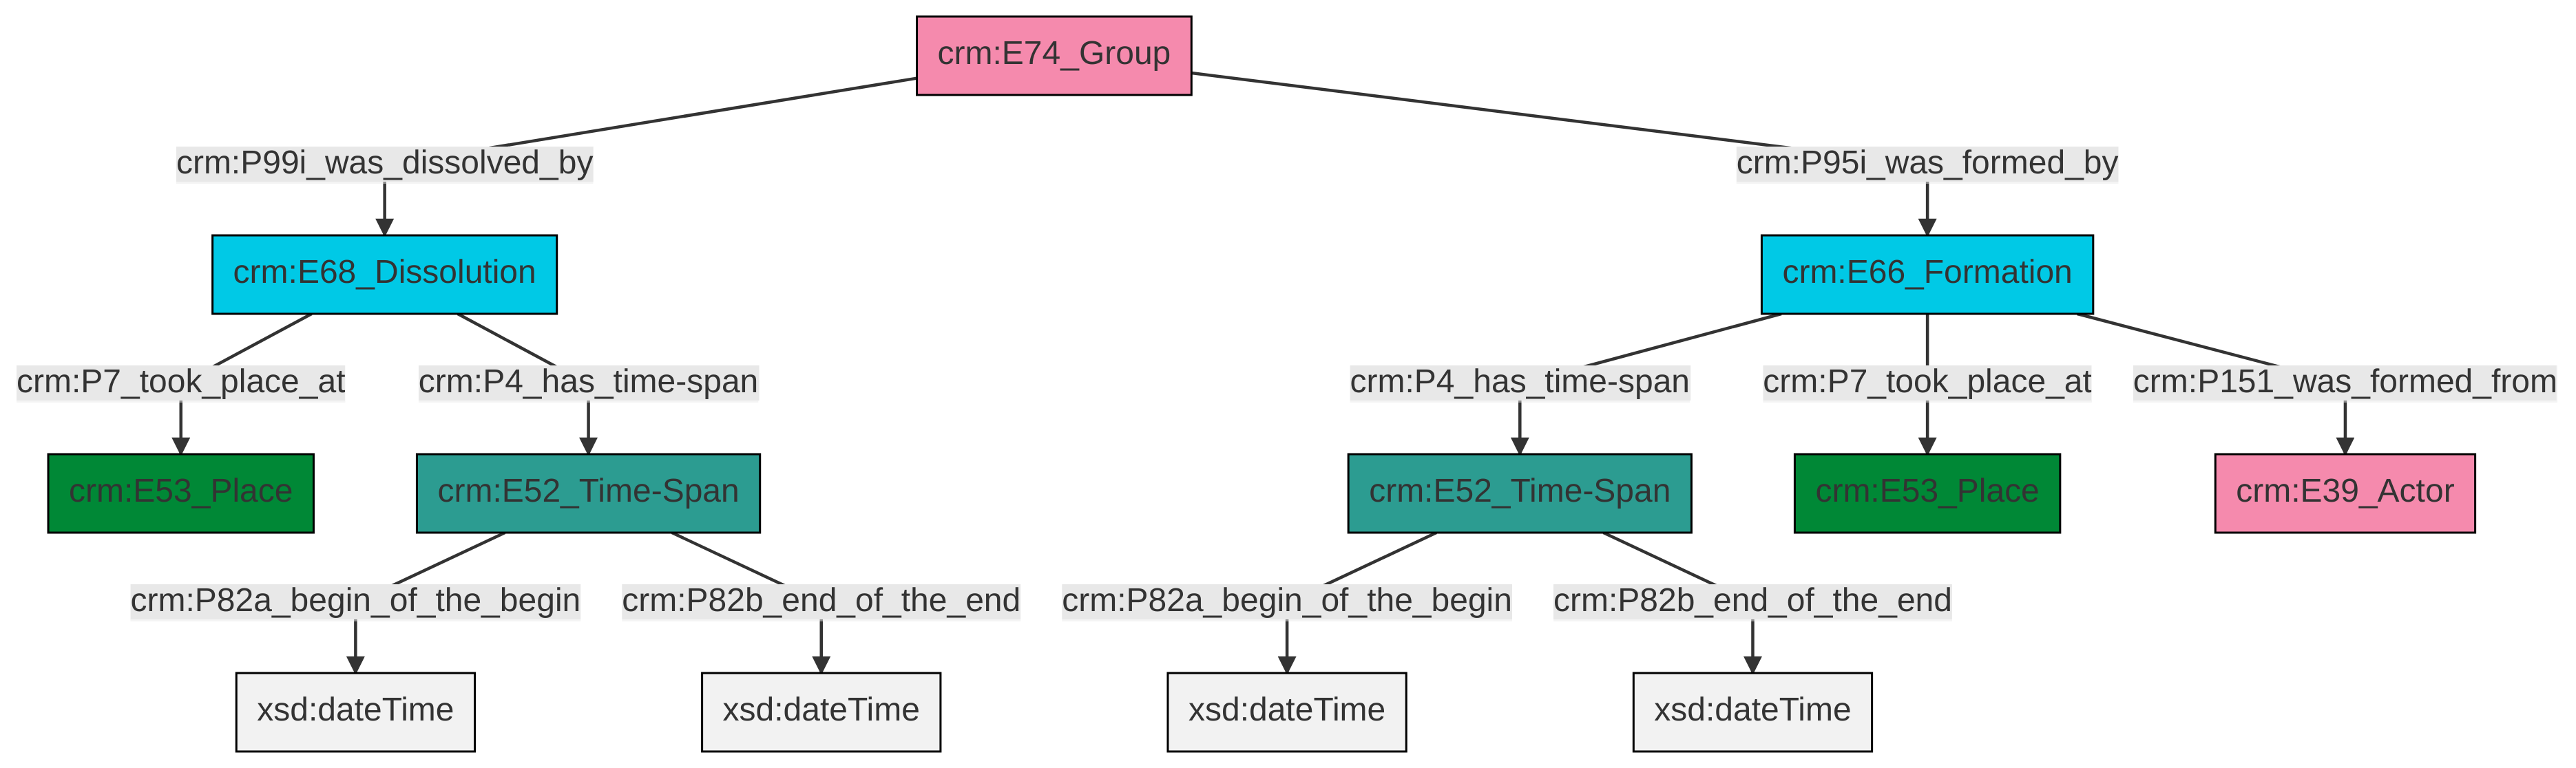 crm:E74_Group
crm:P99i_was_dissolved_by
crm:P95i_was_formed_by
crm:E68_Dissolution
crm:E66_Formation
crm:P7_took_place_at
crm:P4_has_time-span
crm:P4_has_time-span
crm:P7_took_place_at
crm:P151_was_formed_from
crm:E53_Place
crm:E52_Time-Span
crm:E52_Time-Span
crm:E53_Place
crm:E39_Actor
crm:P82a_begin_of_the_begin
crm:P82b_end_of_the_end
crm:P82a_begin_of_the_begin
crm:P82b_end_of_the_end
xsd:dateTime
xsd:dateTime
xsd:dateTime
xsd:dateTime